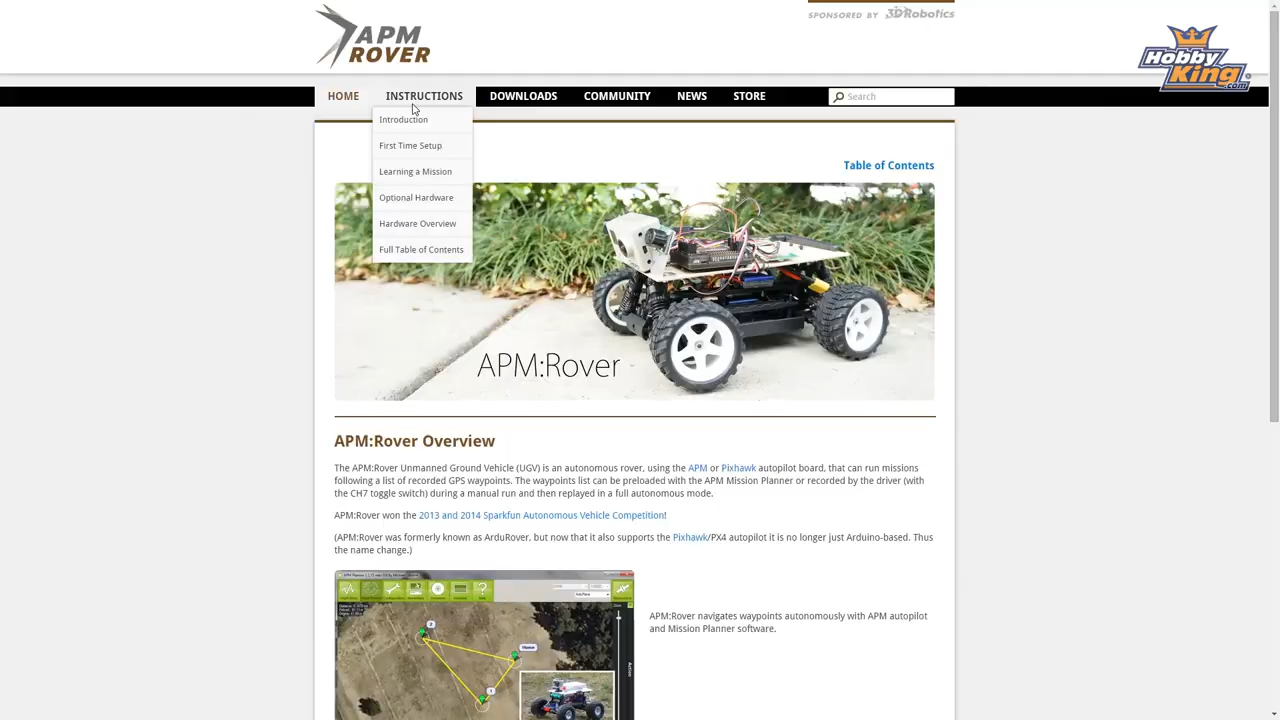 SPONSORED BY 3DRobotics
APM
ROVER
Hobby
King
.com
HOME INSTRUCTIONS DOWNLOADS COMMUNITY NEWS STORE Search
Introduction
First Time Setup
Learning a Mission
Optional Hardware
Hardware Overview
Full Table of Contents
Table of Contents
APM:Rover
APM:Rover Overview
The APM:Rover Unmanned Ground Vehicle (UGV) is an autonomous rover, using the APM or Pixhawk autopilot board, that can run missions
following a list of recorded GPS waypoints. The waypoints list can be preloaded with the APM Mission Planner or recorded by the driver (with
the CH7 toggle switch) during a manual run and then replayed in a full autonomous mode.
APM:Rover won the 2013 and 2014 Sparkfun Autonomous Vehicle Competition!
(APM:Rover was formerly known as ArduRover, but now that it also supports the Pixhawk/PX4 autopilot it is no longer just Arduino-based. Thus
the name change.)
2
Home
1
APM:Rover navigates waypoints autonomously with APM autopilot
and Mission Planner software.